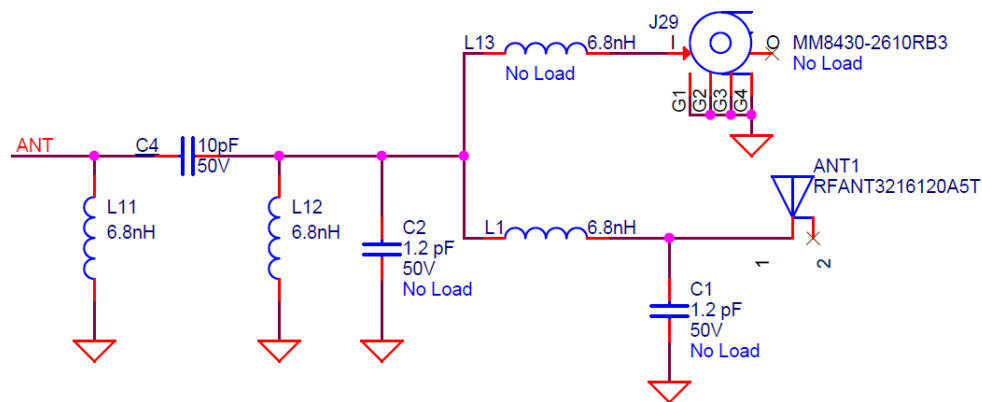 J29
L13
6.8nH
I
O
MM8430-2610RB3
No Load
No Load
G1
G2
G3
G4
ANT
C4
10pF
50V
ANT1
RFANT3216120A5T
L11
6.8nH
L12
6.8nH
C2
1.2 pF
50V
No Load
L1
6.8nH
1
2
C1
1.2 pF
50V
No Load